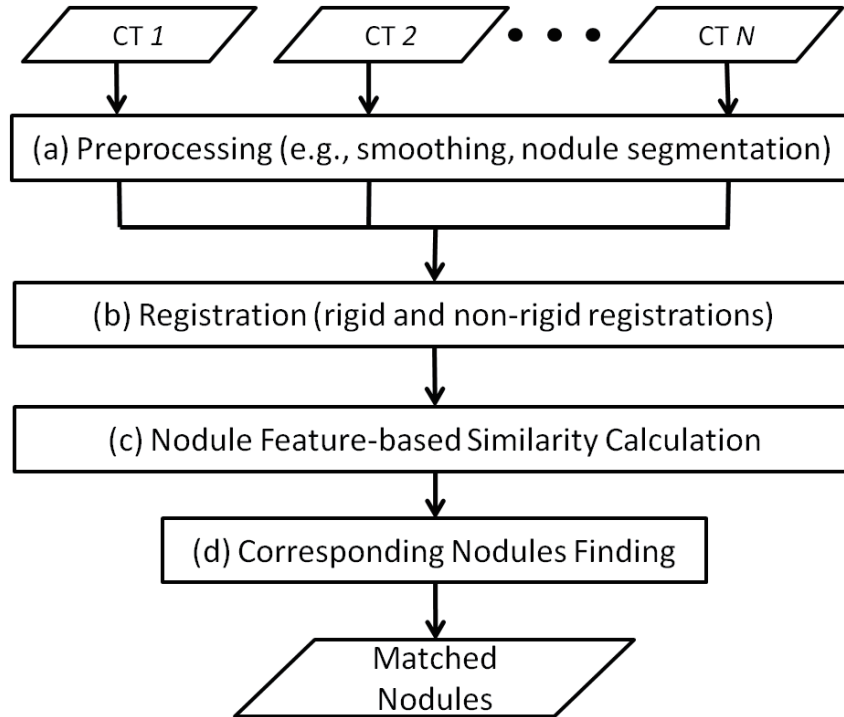 CT 1
CT 2
CT N
(a) Preprocessing (e.g., smoothing, nodule segmentation)
(b) Registration (rigid and non-rigid registrations)
(c) Nodule Feature-based Similarity Calculation
(d) Corresponding Nodules Finding
Matched
Nodules